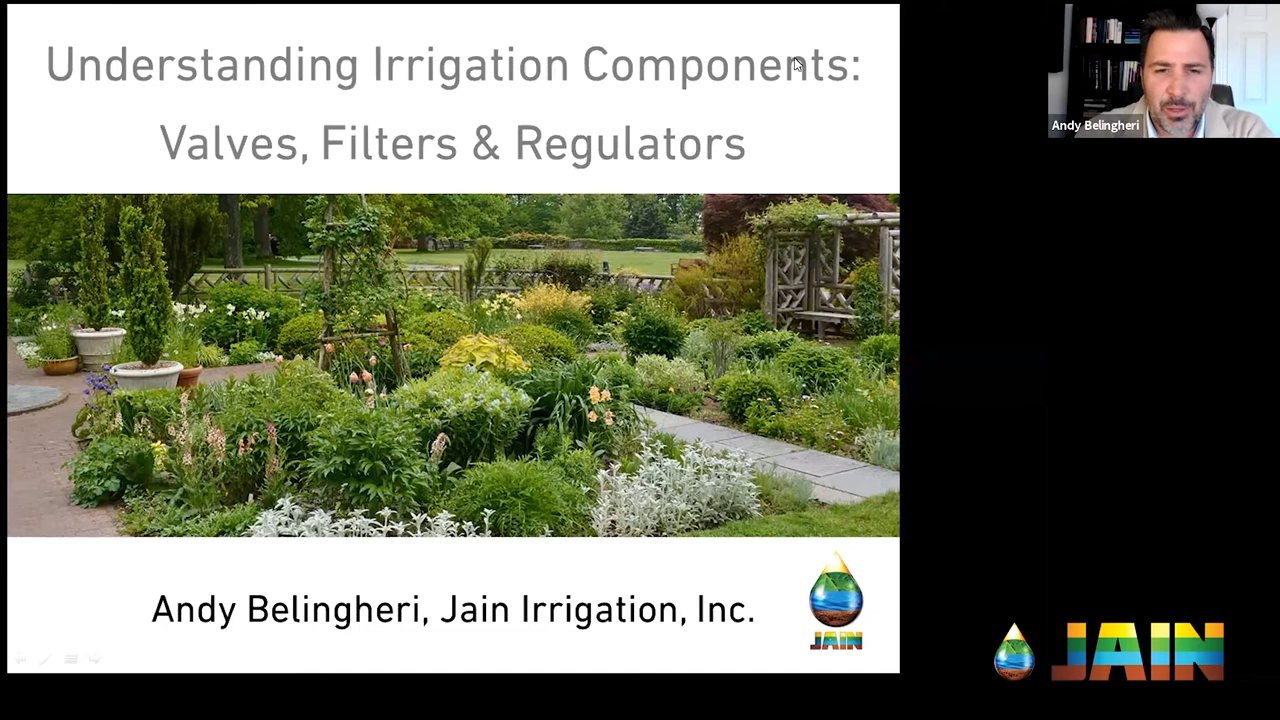 Understanding Irrigation Components:
Valves, Filters & Regulators
Andy Belingheri
Andy Belingheri, Jain Irrigation, Inc.
JAIN
JAIN